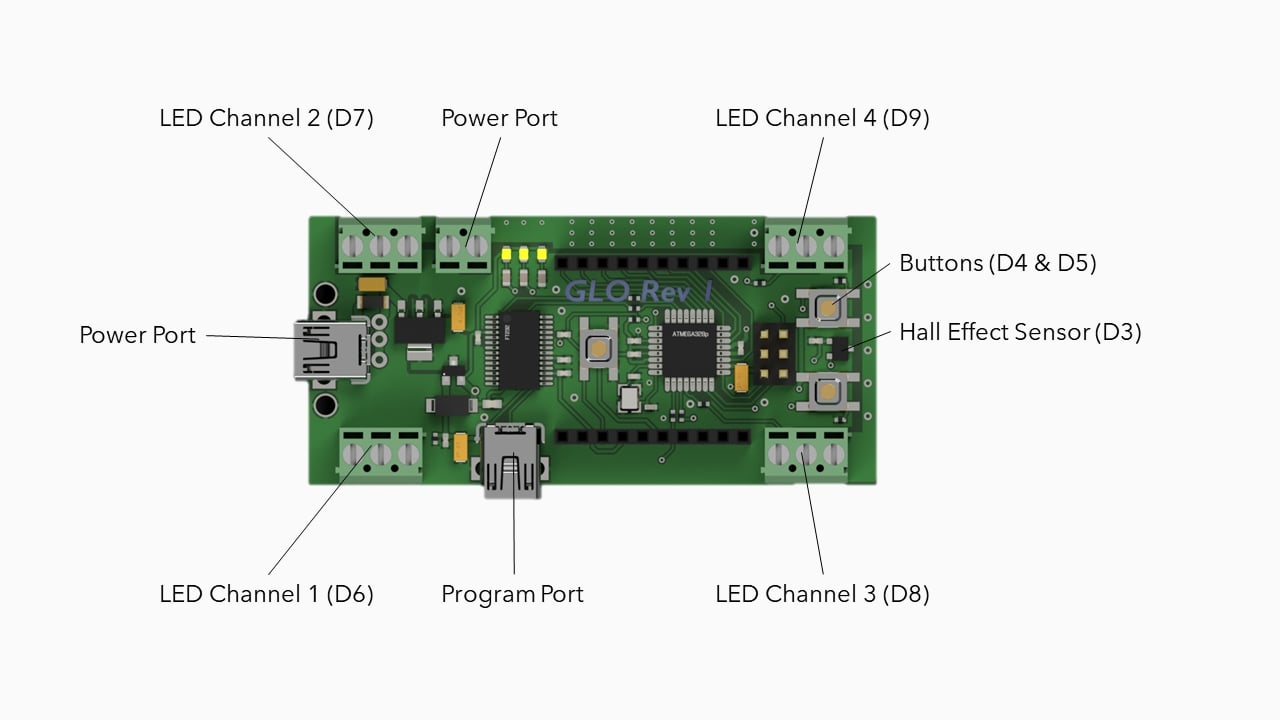 LED Channel 2 (D7)
Power Port
LED Channel 4 (D9)
Buttons (D4 & D5)
GLO Rev 1
Power Port
Hall Effect Sensor (D3)
FT232
ATMEGA328p
LED Channel 1 (D6)
Program Port
LED Channel 3 (D8)